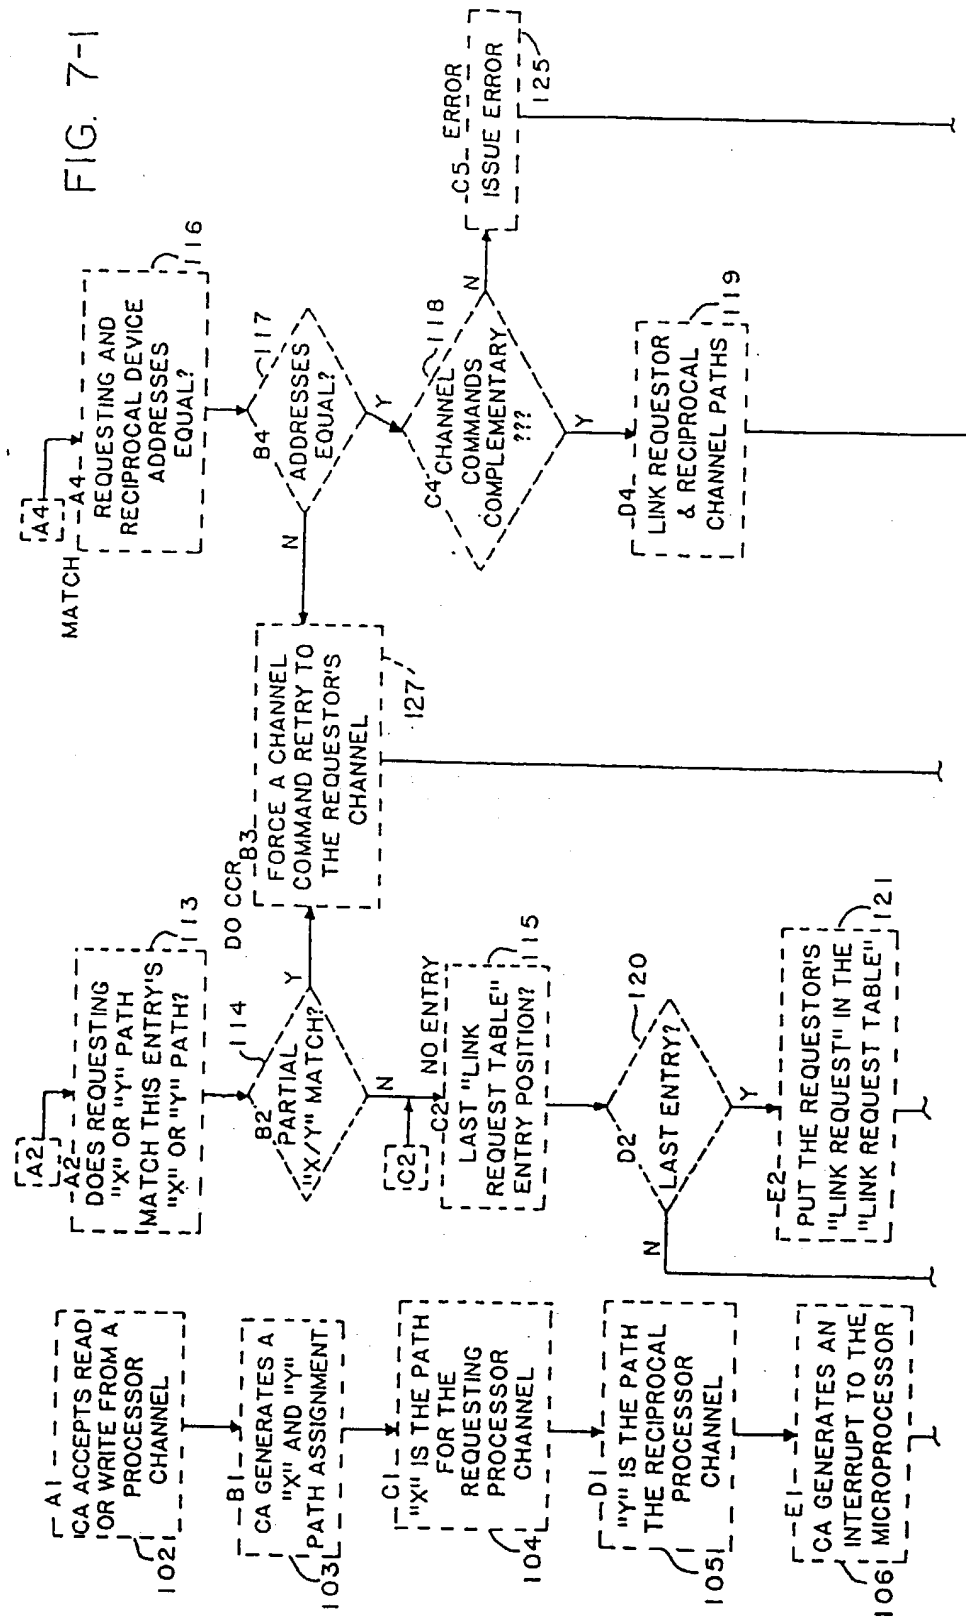 FIG. 7-1
A1
CA ACCEPTS READ
OR WRITE FROM A
PROCESSOR
CHANNEL
102
B1
CA GENERATES A
"X" AND "Y"
PATH ASSIGNMENT
103
C1
"X" IS THE PATH
FOR THE
REQUESTING
PROCESSOR
CHANNEL
104
D1
"Y" IS THE PATH
THE RECIPROCAL
PROCESSOR
CHANNEL
105
E1
CA GENERATES AN
INTERRUPT TO THE
MICROPROCESSOR
106
A2
A2
DOES REQUESTING
"X" OR "Y" PATH
MATCH THIS ENTRY'S
"X" OR "Y" PATH?
113
B2
114
PARTIAL
"X/Y" MATCH?
Y
N
C2
C2
NO ENTRY
LAST "LINK
REQUEST TABLE"
ENTRY POSITION?
115
D2
120
LAST ENTRY?
N
Y
E2
PUT THE REQUESTOR'S
"LINK REQUEST" IN THE
"LINK REQUEST TABLE"
121
DO CCR
B3
FORCE A CHANNEL
COMMAND RETRY TO
THE REQUESTOR'S
CHANNEL
127
A4
MATCH
A4
REQUESTING AND
RECIPROCAL DEVICE
ADDRESSES
EQUAL?
116
B4
117
ADDRESSES
EQUAL?
N
Y
C4
118
CHANNEL
COMMANDS
COMPLEMENTARY
???
N
Y
D4
LINK REQUESTOR
& RECIPROCAL
CHANNEL PATHS
119
C5
ERROR
ISSUE ERROR
125